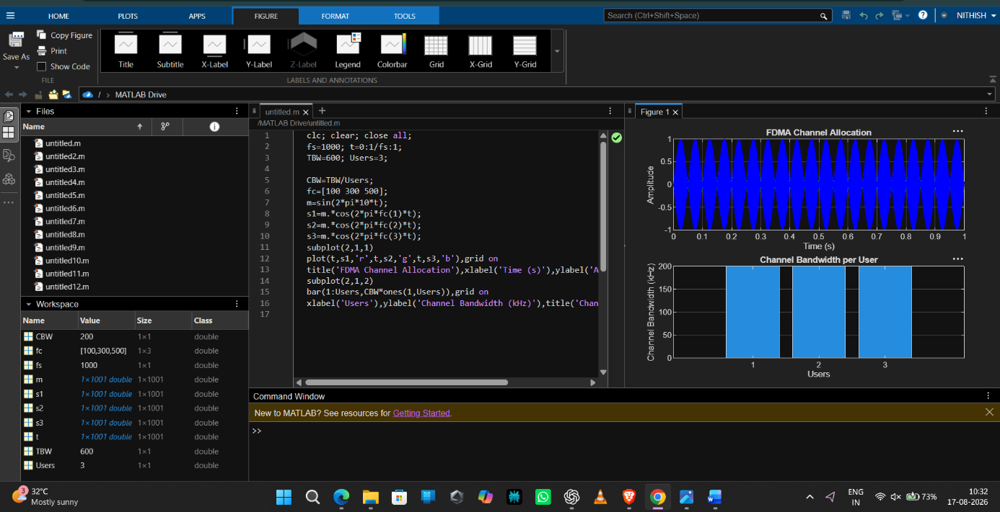 HOME PLOTS APPS FIGURE FORMAT TOOLS Search (Ctrl+Shift+Space) NITHISH
Save As
Copy Figure
Print
Show Code
FILE
Title Subtitle X-Label Y-Label Z-Label Legend Colorbar Grid X-Grid Y-Grid
LABELS AND ANNOTATIONS
/ › MATLAB Drive
Files
Name
untitled.m
untitled2.m
untitled3.m
untitled4.m
untitled5.m
untitled6.m
untitled7.m
untitled8.m
untitled9.m
untitled10.m
untitled11.m
untitled12.m
Workspace
Name Value Size Class
CBW 200 1×1 double
fc [100,300,500] 1×3 double
fs 1000 1×1 double
m 1×1001 double 1×1001 double
s1 1×1001 double 1×1001 double
s2 1×1001 double 1×1001 double
s3 1×1001 double 1×1001 double
t 1×1001 double 1×1001 double
TBW 600 1×1 double
Users 3 1×1 double
untitled.m
/MATLAB Drive/untitled.m
1 clc; clear; close all;
2 fs=1000; t=0:1/fs:1;
3 TBW=600; Users=3;
4
5 CBW=TBW/Users;
6 fc=[100 300 500];
7 m=sin(2*pi*10*t);
8 s1=m.*cos(2*pi*fc(1)*t);
9 s2=m.*cos(2*pi*fc(2)*t);
10 s3=m.*cos(2*pi*fc(3)*t);
11 subplot(2,1,1)
12 plot(t,s1,'r',t,s2,'g',t,s3,'b'),grid on
13 title('FDMA Channel Allocation'),xlabel('Time (s)'),ylabel('A
14 subplot(2,1,2)
15 bar(1:Users,CBW*ones(1,Users)),grid on
16 xlabel('Users'),ylabel('Channel Bandwidth (kHz)'),title('Chan
17
Figure 1
FDMA Channel Allocation
Amplitude
1
0.5
0
-0.5
-1
0 0.1 0.2 0.3 0.4 0.5 0.6 0.7 0.8 0.9 1
Time (s)
Channel Bandwidth per User
Channel Bandwidth (kHz)
200
150
100
50
0
1 2 3
Users
Command Window
New to MATLAB? See resources for Getting Started.
>>
3
32°C
Mostly sunny
ENG
IN
73%
10:32
17-08-2026